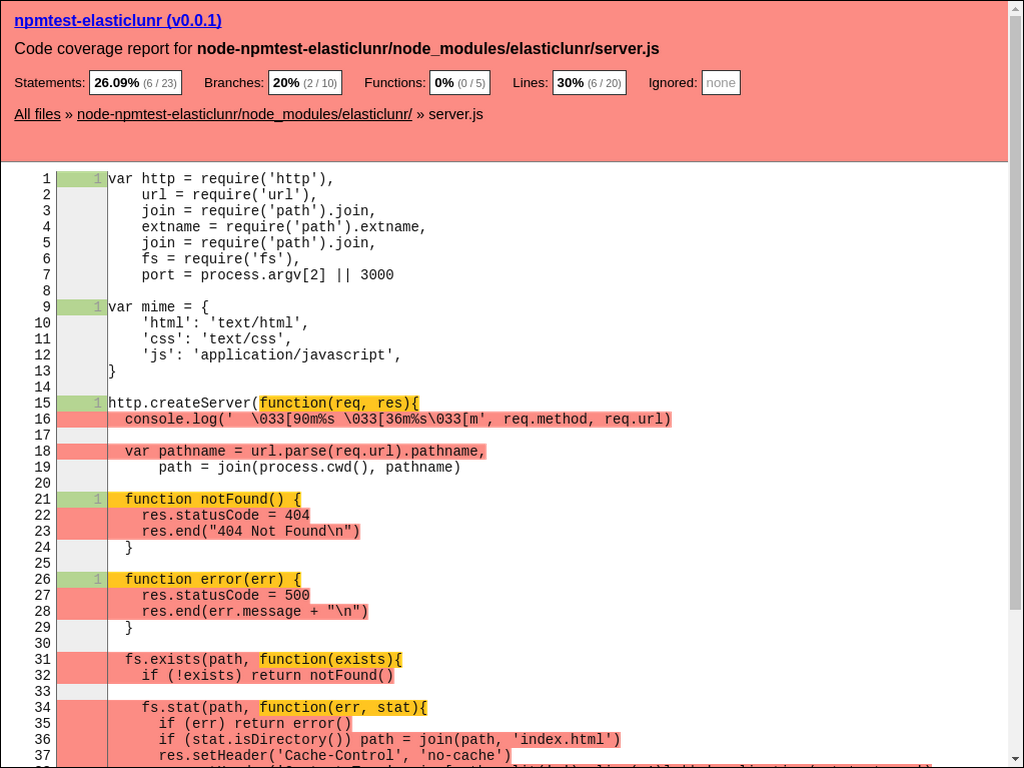 npmtest-elasticlunr (v0.0.1)
Code coverage report for node-npmtest-elasticlunr/node_modules/elasticlunr/server.js
Statements: 26.09% (6 / 23) Branches: 20% (2 / 10) Functions: 0% (0 / 5) Lines: 30% (6 / 20) Ignored: none
All files » node-npmtest-elasticlunr/node_modules/elasticlunr/ » server.js
1 1 var http = require('http'),
2     url = require('url'),
3     join = require('path').join,
4     extname = require('path').extname,
5     join = require('path').join,
6     fs = require('fs'),
7     port = process.argv[2] || 3000
8
9 1 var mime = {
10     'html': 'text/html',
11     'css': 'text/css',
12     'js': 'application/javascript',
13 }
14
15 1 http.createServer(function(req, res){
16   console.log('  \033[90m%s \033[36m%s\033[m', req.method, req.url)
17
18   var pathname = url.parse(req.url).pathname,
19       path = join(process.cwd(), pathname)
20
21 1   function notFound() {
22     res.statusCode = 404
23     res.end("404 Not Found\n")
24   }
25
26 1   function error(err) {
27     res.statusCode = 500
28     res.end(err.message + "\n")
29   }
30
31   fs.exists(path, function(exists){
32     if (!exists) return notFound()
33
34     fs.stat(path, function(err, stat){
35       if (err) return error()
36       if (stat.isDirectory()) path = join(path, 'index.html')
37       res.setHeader('Cache-Control', 'no-cache')